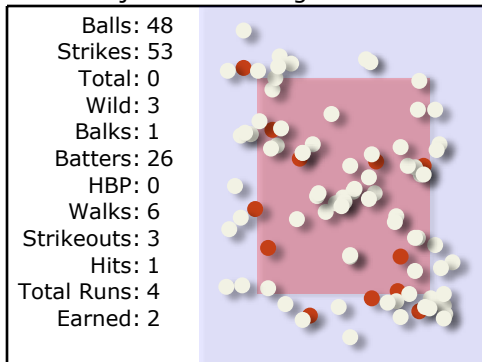 Balls: 48
Strikes: 53
Total: 0
Wild: 3
Balks: 1
Batters: 26
HBP: 0
Walks: 6
Strikeouts: 3
Hits: 1
Total Runs: 4
Earned: 2